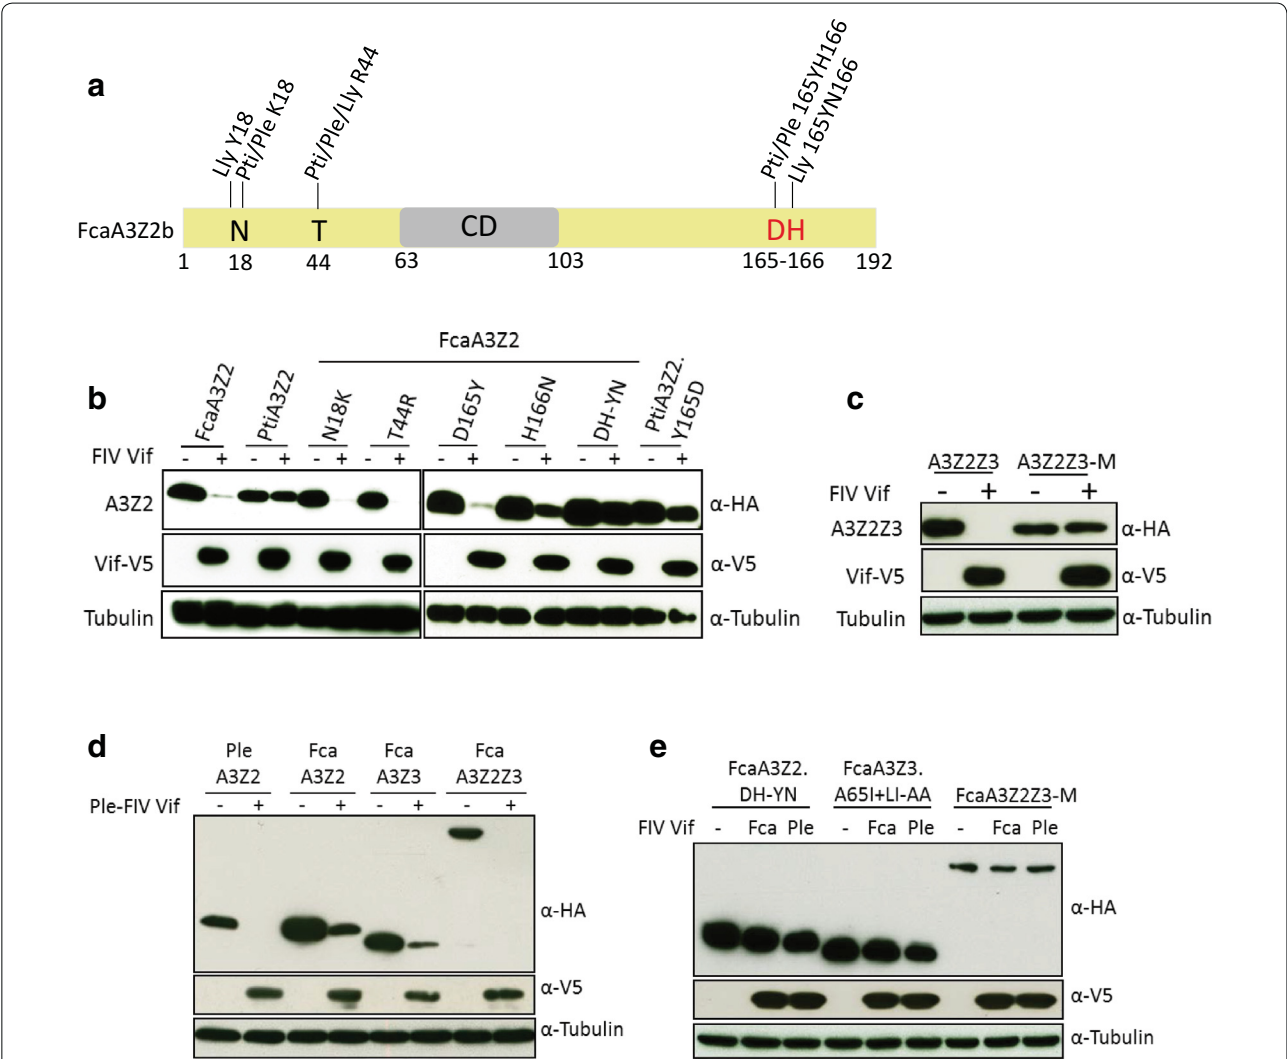 a
Lly Y18
Pti/Ple K18
Pti/Ple/Lly R44
Pti/Ple 165YH166
Lly 165YN166
FcaA3Z2b
N T CD DH
1 18 44 63 103 165-166 192
b
FcaA3Z2
FcaA3Z2 PtiA3Z2 N18K T44R D165Y H166N DH-YN PtiA3Z2. Y165D
FIV Vif - + - + - + - + - + - + - + - +
A3Z2 α-HA
Vif-V5 α-V5
Tubulin α-Tubulin
c
A3Z2Z3 A3Z2Z3-M
FIV Vif - + - +
A3Z2Z3 α-HA
Vif-V5 α-V5
Tubulin α-Tubulin
d
Ple Fca Fca Fca
A3Z2 A3Z2 A3Z3 A3Z2Z3
Ple-FIV Vif - + - + - + - +
α-HA
α-V5
α-Tubulin
e
FcaA3Z2. FcaA3Z3.
DH-YN A65I+LI-AA FcaA3Z2Z3-M
FIV Vif - Fca Ple - Fca Ple - Fca Ple
α-HA
α-V5
α-Tubulin